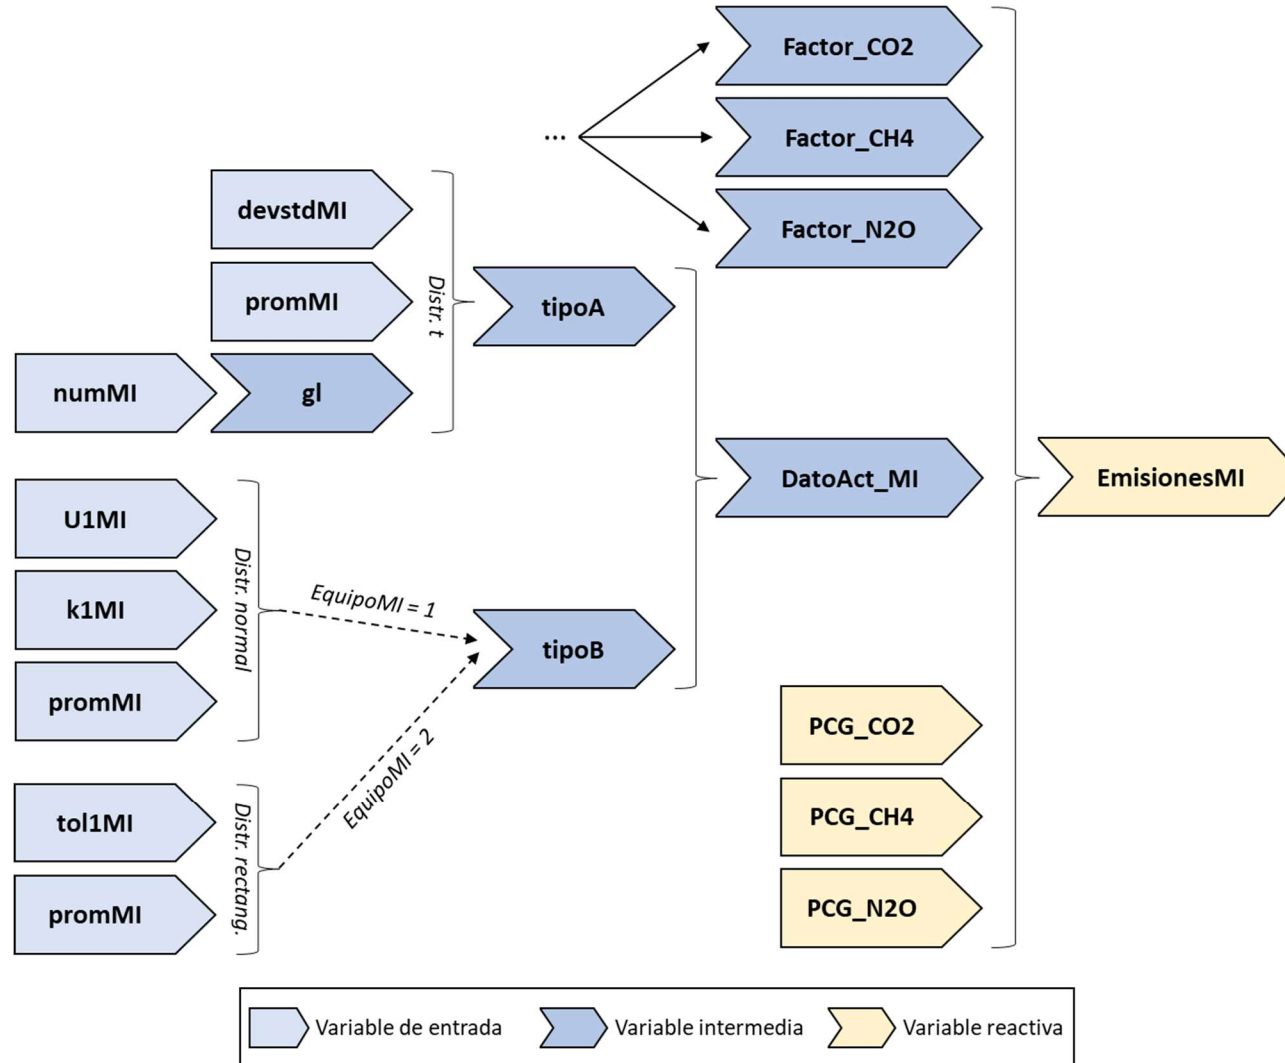 Factor_CO2
...
Factor_CH4
Factor_N2O
devstdMI
promMI
numMI
gl
Distr. t
tipoA
U1MI
k1MI
promMI
Distr. normal
EquipoMI = 1
tol1MI
promMI
Distr. rectang.
EquipoMI = 2
tipoB
DatoAct_MI
EmisionesMI
PCG_CO2
PCG_CH4
PCG_N2O
Variable de entrada
Variable intermedia
Variable reactiva